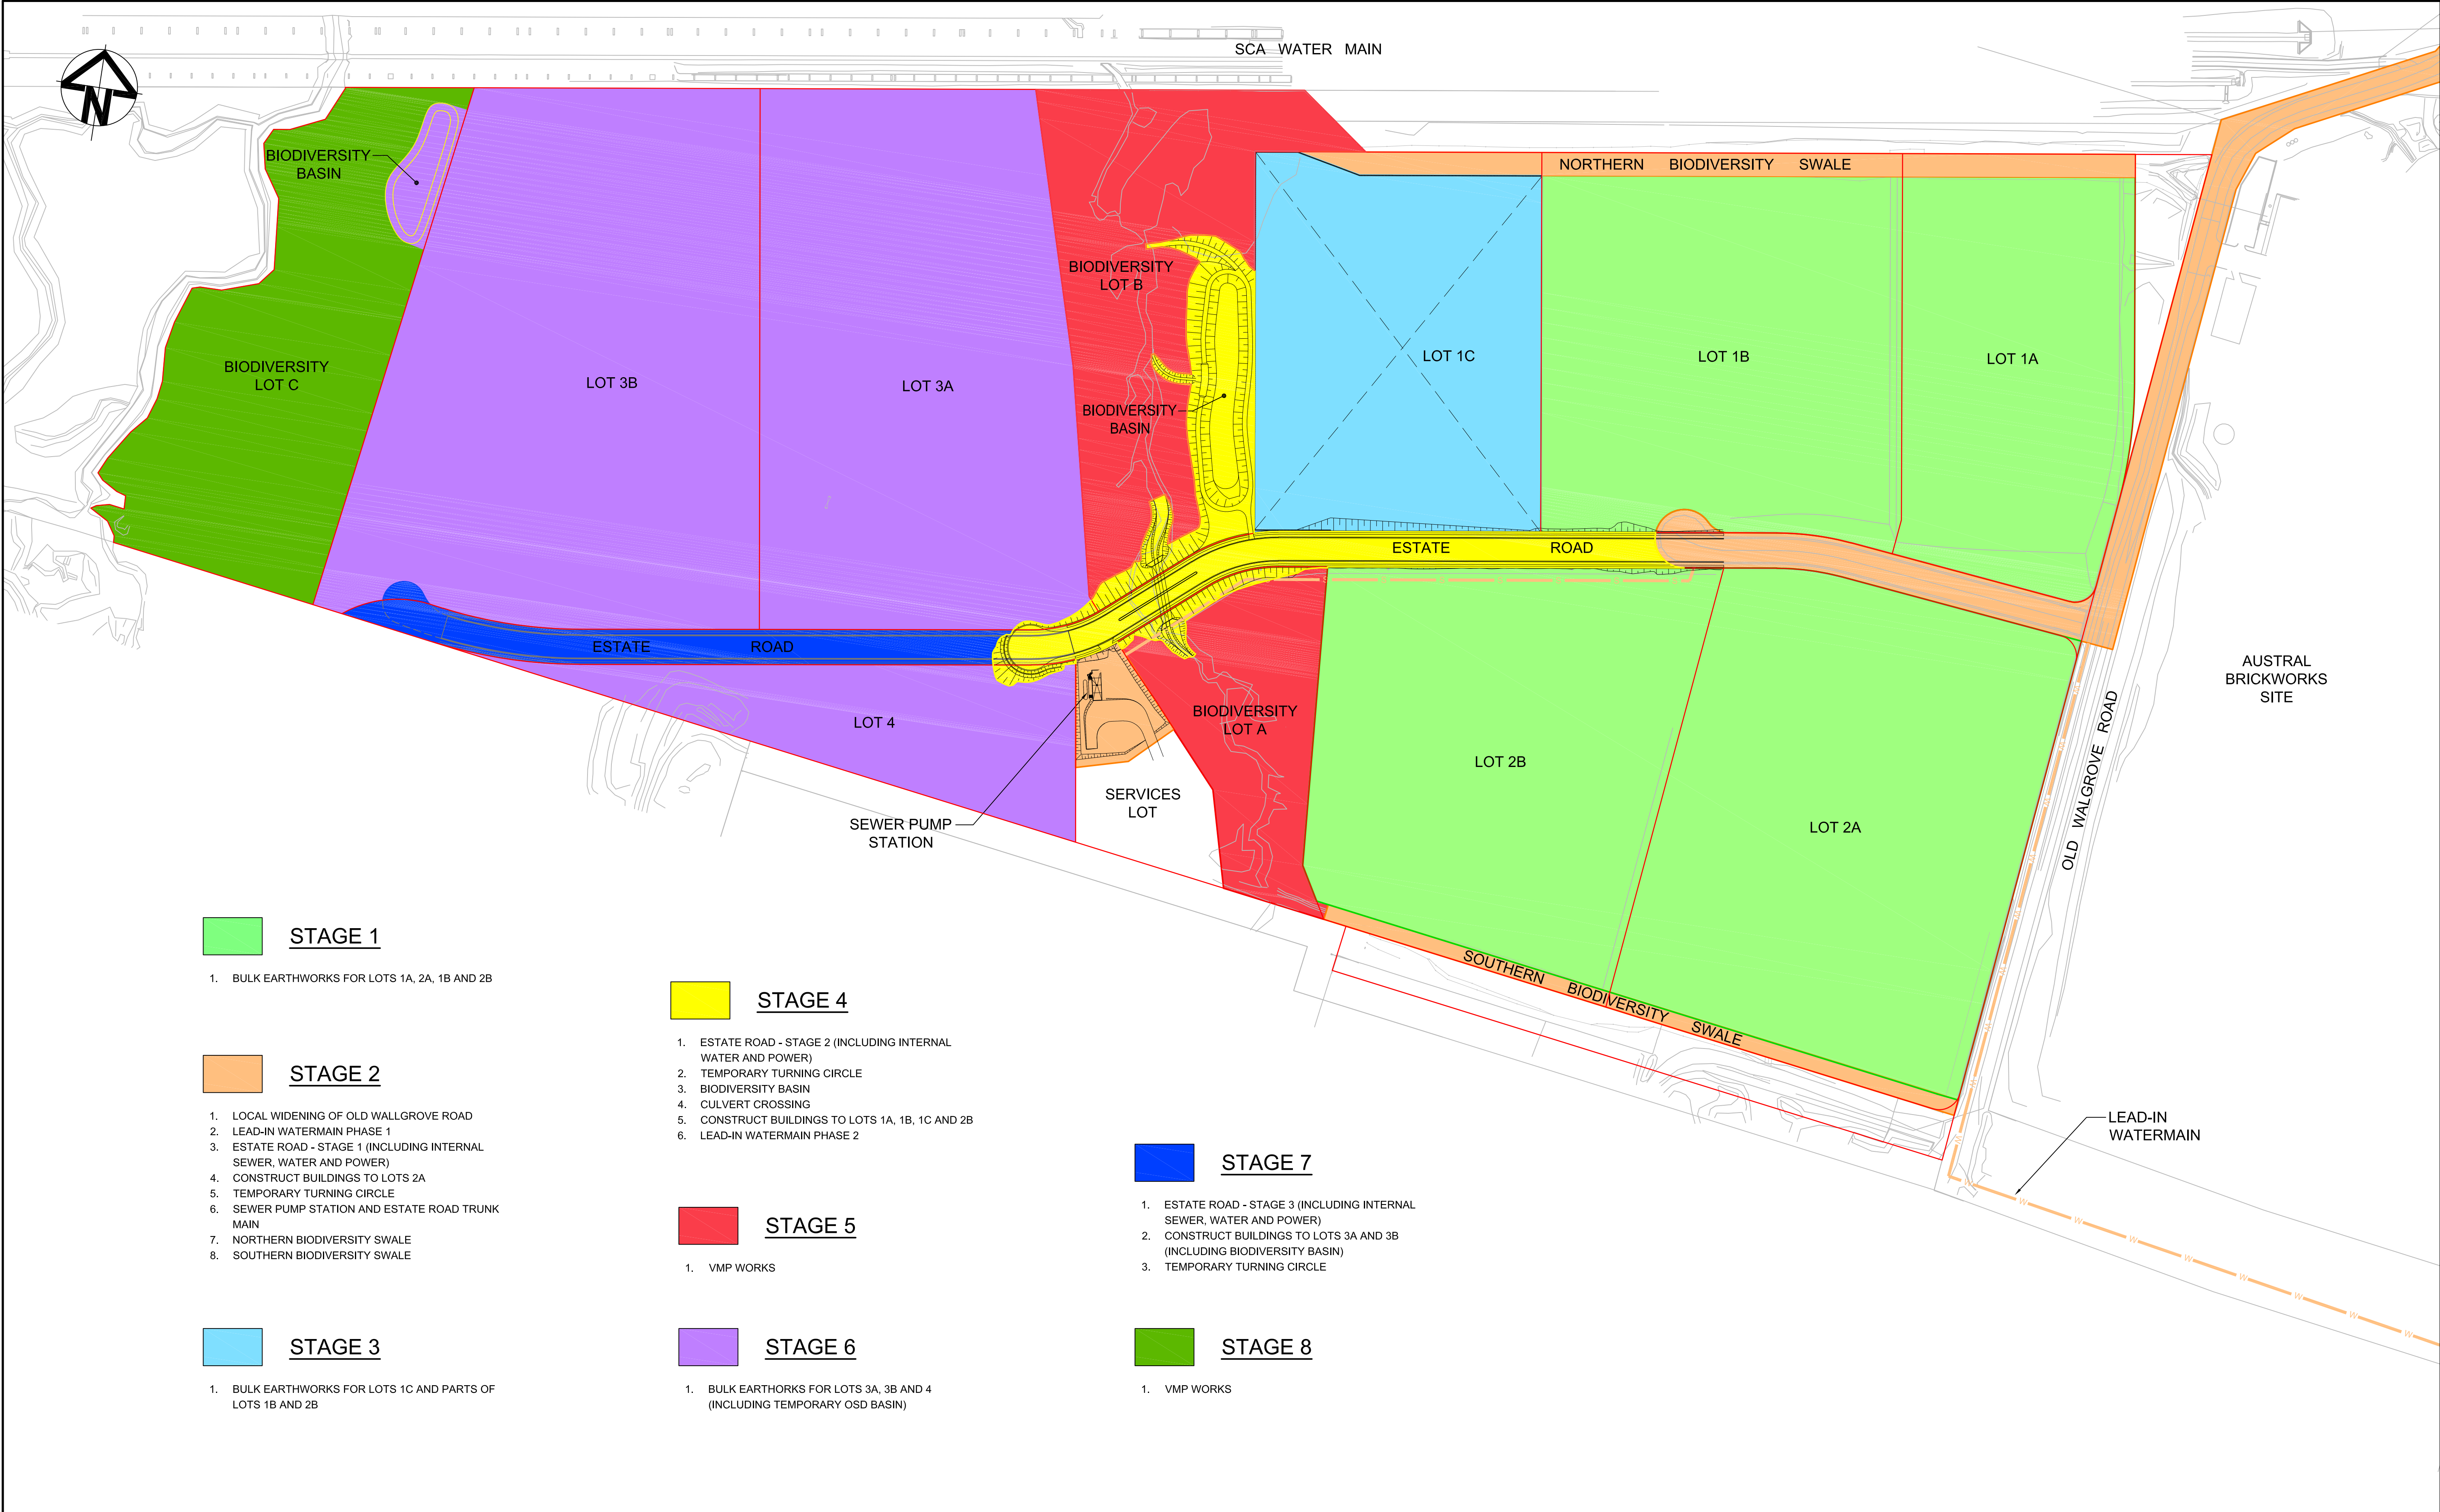 SCA WATER MAIN
N
NORTHERN BIODIVERSITY SWALE
BIODIVERSITY
BASIN
BIODIVERSITY
LOT B
BIODIVERSITY
LOT C
LOT 3B
LOT 3A
BIODIVERSITY
BASIN
LOT 1C
LOT 1B
LOT 1A
ESTATE ROAD
ESTATE ROAD
LOT 4
BIODIVERSITY
LOT A
LOT 2B
LOT 2A
SERVICES
LOT
SEWER PUMP
STATION
OLD WALGROVE ROAD
AUSTRAL
BRICKWORKS
SITE
SOUTHERN BIODIVERSITY SWALE
LEAD-IN
WATERMAIN
W W W W W W W W
STAGE 1
1. BULK EARTHWORKS FOR LOTS 1A, 2A, 1B AND 2B
STAGE 2
1. LOCAL WIDENING OF OLD WALLGROVE ROAD
2. LEAD-IN WATERMAIN PHASE 1
3. ESTATE ROAD - STAGE 1 (INCLUDING INTERNAL
SEWER, WATER AND POWER)
4. CONSTRUCT BUILDINGS TO LOTS 2A
5. TEMPORARY TURNING CIRCLE
6. SEWER PUMP STATION AND ESTATE ROAD TRUNK
MAIN
7. NORTHERN BIODIVERSITY SWALE
8. SOUTHERN BIODIVERSITY SWALE
STAGE 3
1. BULK EARTHWORKS FOR LOTS 1C AND PARTS OF
LOTS 1B AND 2B
STAGE 4
1. ESTATE ROAD - STAGE 2 (INCLUDING INTERNAL
WATER AND POWER)
2. TEMPORARY TURNING CIRCLE
3. BIODIVERSITY BASIN
4. CULVERT CROSSING
5. CONSTRUCT BUILDINGS TO LOTS 1A, 1B, 1C AND 2B
6. LEAD-IN WATERMAIN PHASE 2
STAGE 5
1. VMP WORKS
STAGE 6
1. BULK EARTHORKS FOR LOTS 3A, 3B AND 4
(INCLUDING TEMPORARY OSD BASIN)
STAGE 7
1. ESTATE ROAD - STAGE 3 (INCLUDING INTERNAL
SEWER, WATER AND POWER)
2. CONSTRUCT BUILDINGS TO LOTS 3A AND 3B
(INCLUDING BIODIVERSITY BASIN)
3. TEMPORARY TURNING CIRCLE
STAGE 8
1. VMP WORKS